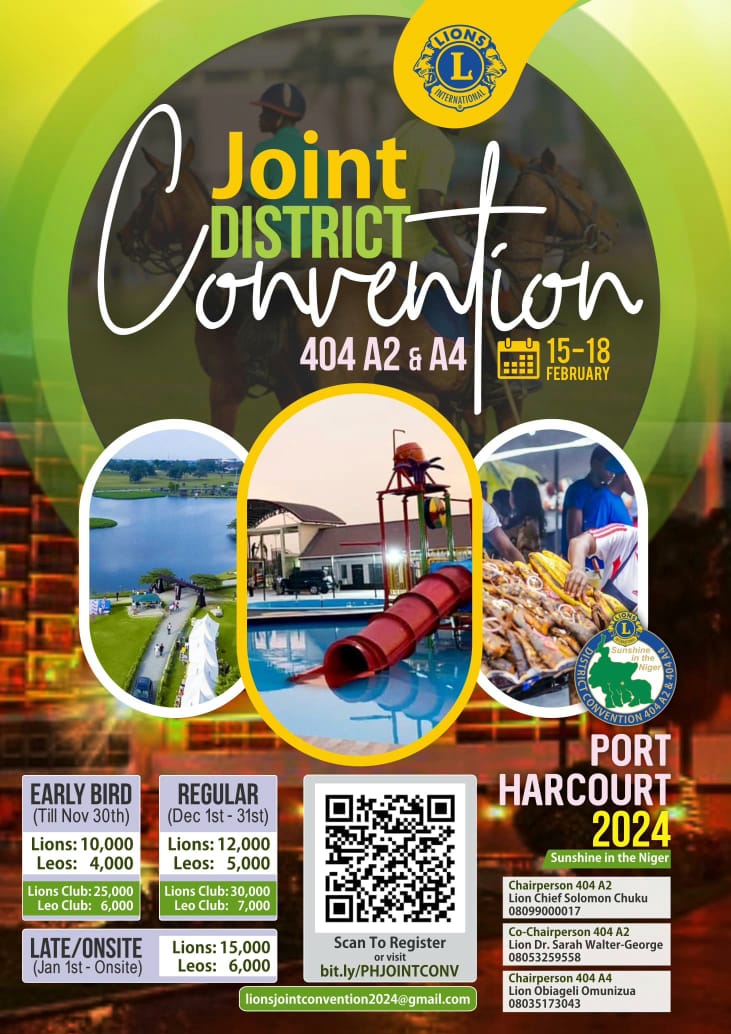 LIONS
L
INTERNATIONAL
Joint
DISTRICT
Convention
404 A2 & A4
15-18
FEBRUARY
LIONS
L
INTERNATIONAL
Sunshine
in the
Niger
DISTRICT CONVENTION 404 A2 & 404 A4
PORT
HARCOURT
2024
Sunshine in the Niger
EARLY BIRD
(Till Nov 30th)
Lions: 10,000
Leos: 4,000
Lions Club: 25,000
Leo Club: 6,000
REGULAR
(Dec 1st - 31st)
Lions: 12,000
Leos: 5,000
Lions Club: 30,000
Leo Club: 7,000
LATE/ONSITE
(Jan 1st - Onsite)
Lions: 15,000
Leos: 6,000
Scan To Register
or visit
bit.ly/PHJOINTCONV
lionsjointconvention2024@gmail.com
Chairperson 404 A2
Lion Chief Solomon Chuku
08099000017
Co-Chairperson 404 A2
Lion Dr. Sarah Walter-George
08053259558
Chairperson 404 A4
Lion Obiageli Omunizua
08035173043